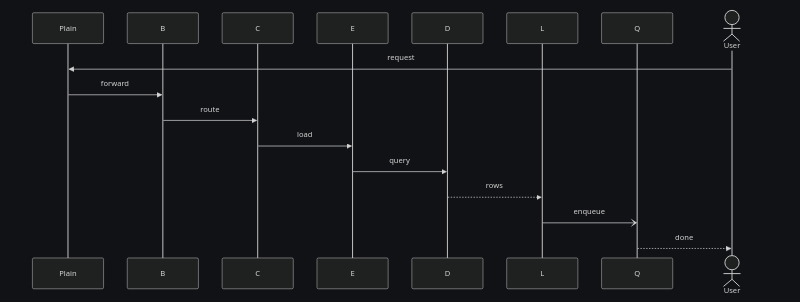 Plain B C E D L Q
User
request
forward
route
load
query
rows
enqueue
done
Plain B C E D L Q
User